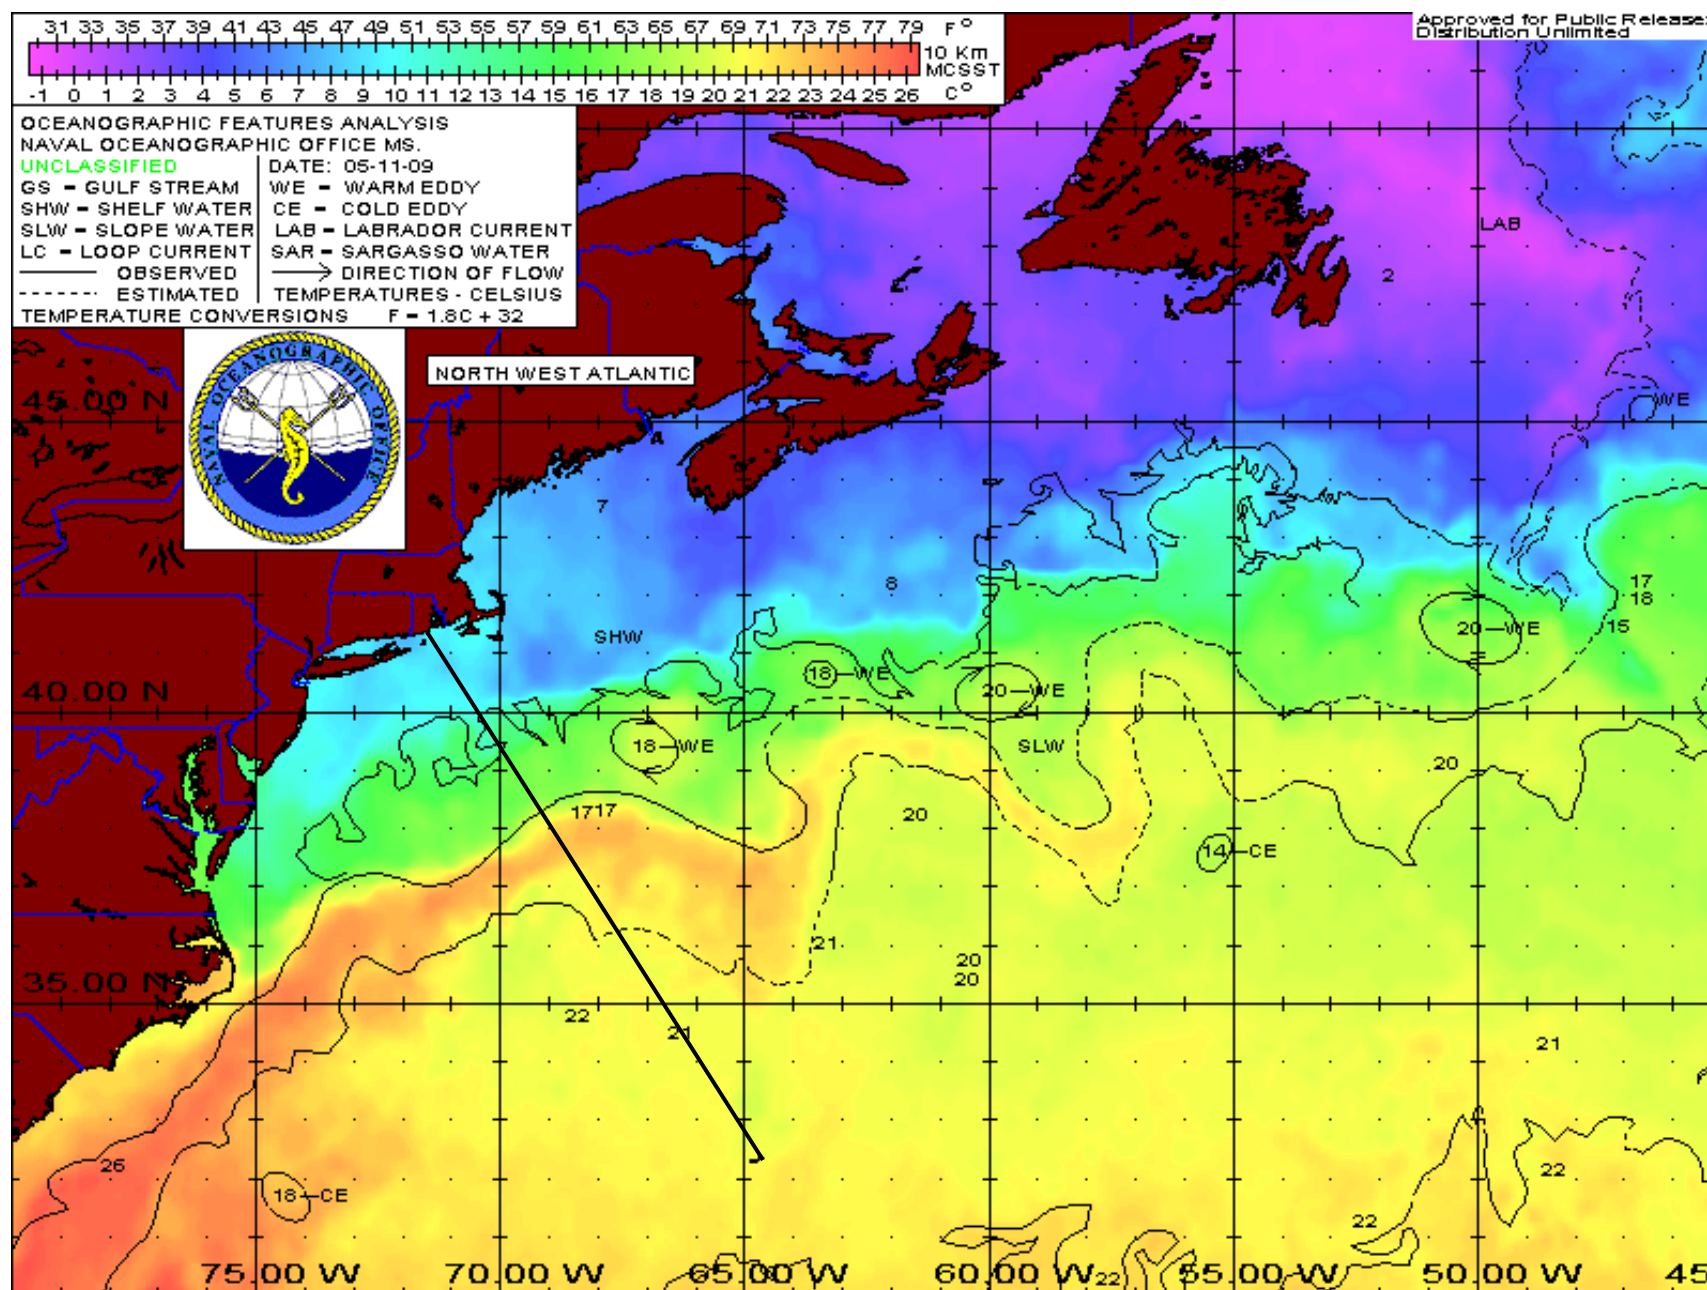 Approved for Public Release:
Distribution Unlimited
31 33 35 37 39 41 43 45 47 49 51 53 55 57 59 61 63 65 67 69 71 73 75 77 79 F°
10 Km
MCSST
-1 0 1 2 3 4 5 6 7 8 9 10 11 12 13 14 15 16 17 18 19 20 21 22 23 24 25 26 C°
OCEANOGRAPHIC FEATURES ANALYSIS
NAVAL OCEANOGRAPHIC OFFICE MS.
UNCLASSIFIED DATE: 05-11-09
GS - GULF STREAM WE - WARM EDDY
SHW - SHELF WATER CE - COLD EDDY
SLW - SLOPE WATER LAB - LABRADOR CURRENT
LC - LOOP CURRENT SAR - SARGASSO WATER
OBSERVED DIRECTION OF FLOW
ESTIMATED TEMPERATURES - CELSIUS
TEMPERATURE CONVERSIONS F = 1.8C + 32
NAVAL OCEANOGRAPHIC OFFICE
NORTH WEST ATLANTIC
LAB
2
WE
45.00 N
7
8
17
18
SHW
20-WE
15
18-WE
20-WE
40.00 N
18-WE
SLW
20
1717
20
14-CE
21
20
20
35.00 N
22
21
21
26
18-CE
22
22
75.00 W
70.00 W
65.00 W
60.00 W
22
55.00 W
50.00 W
45